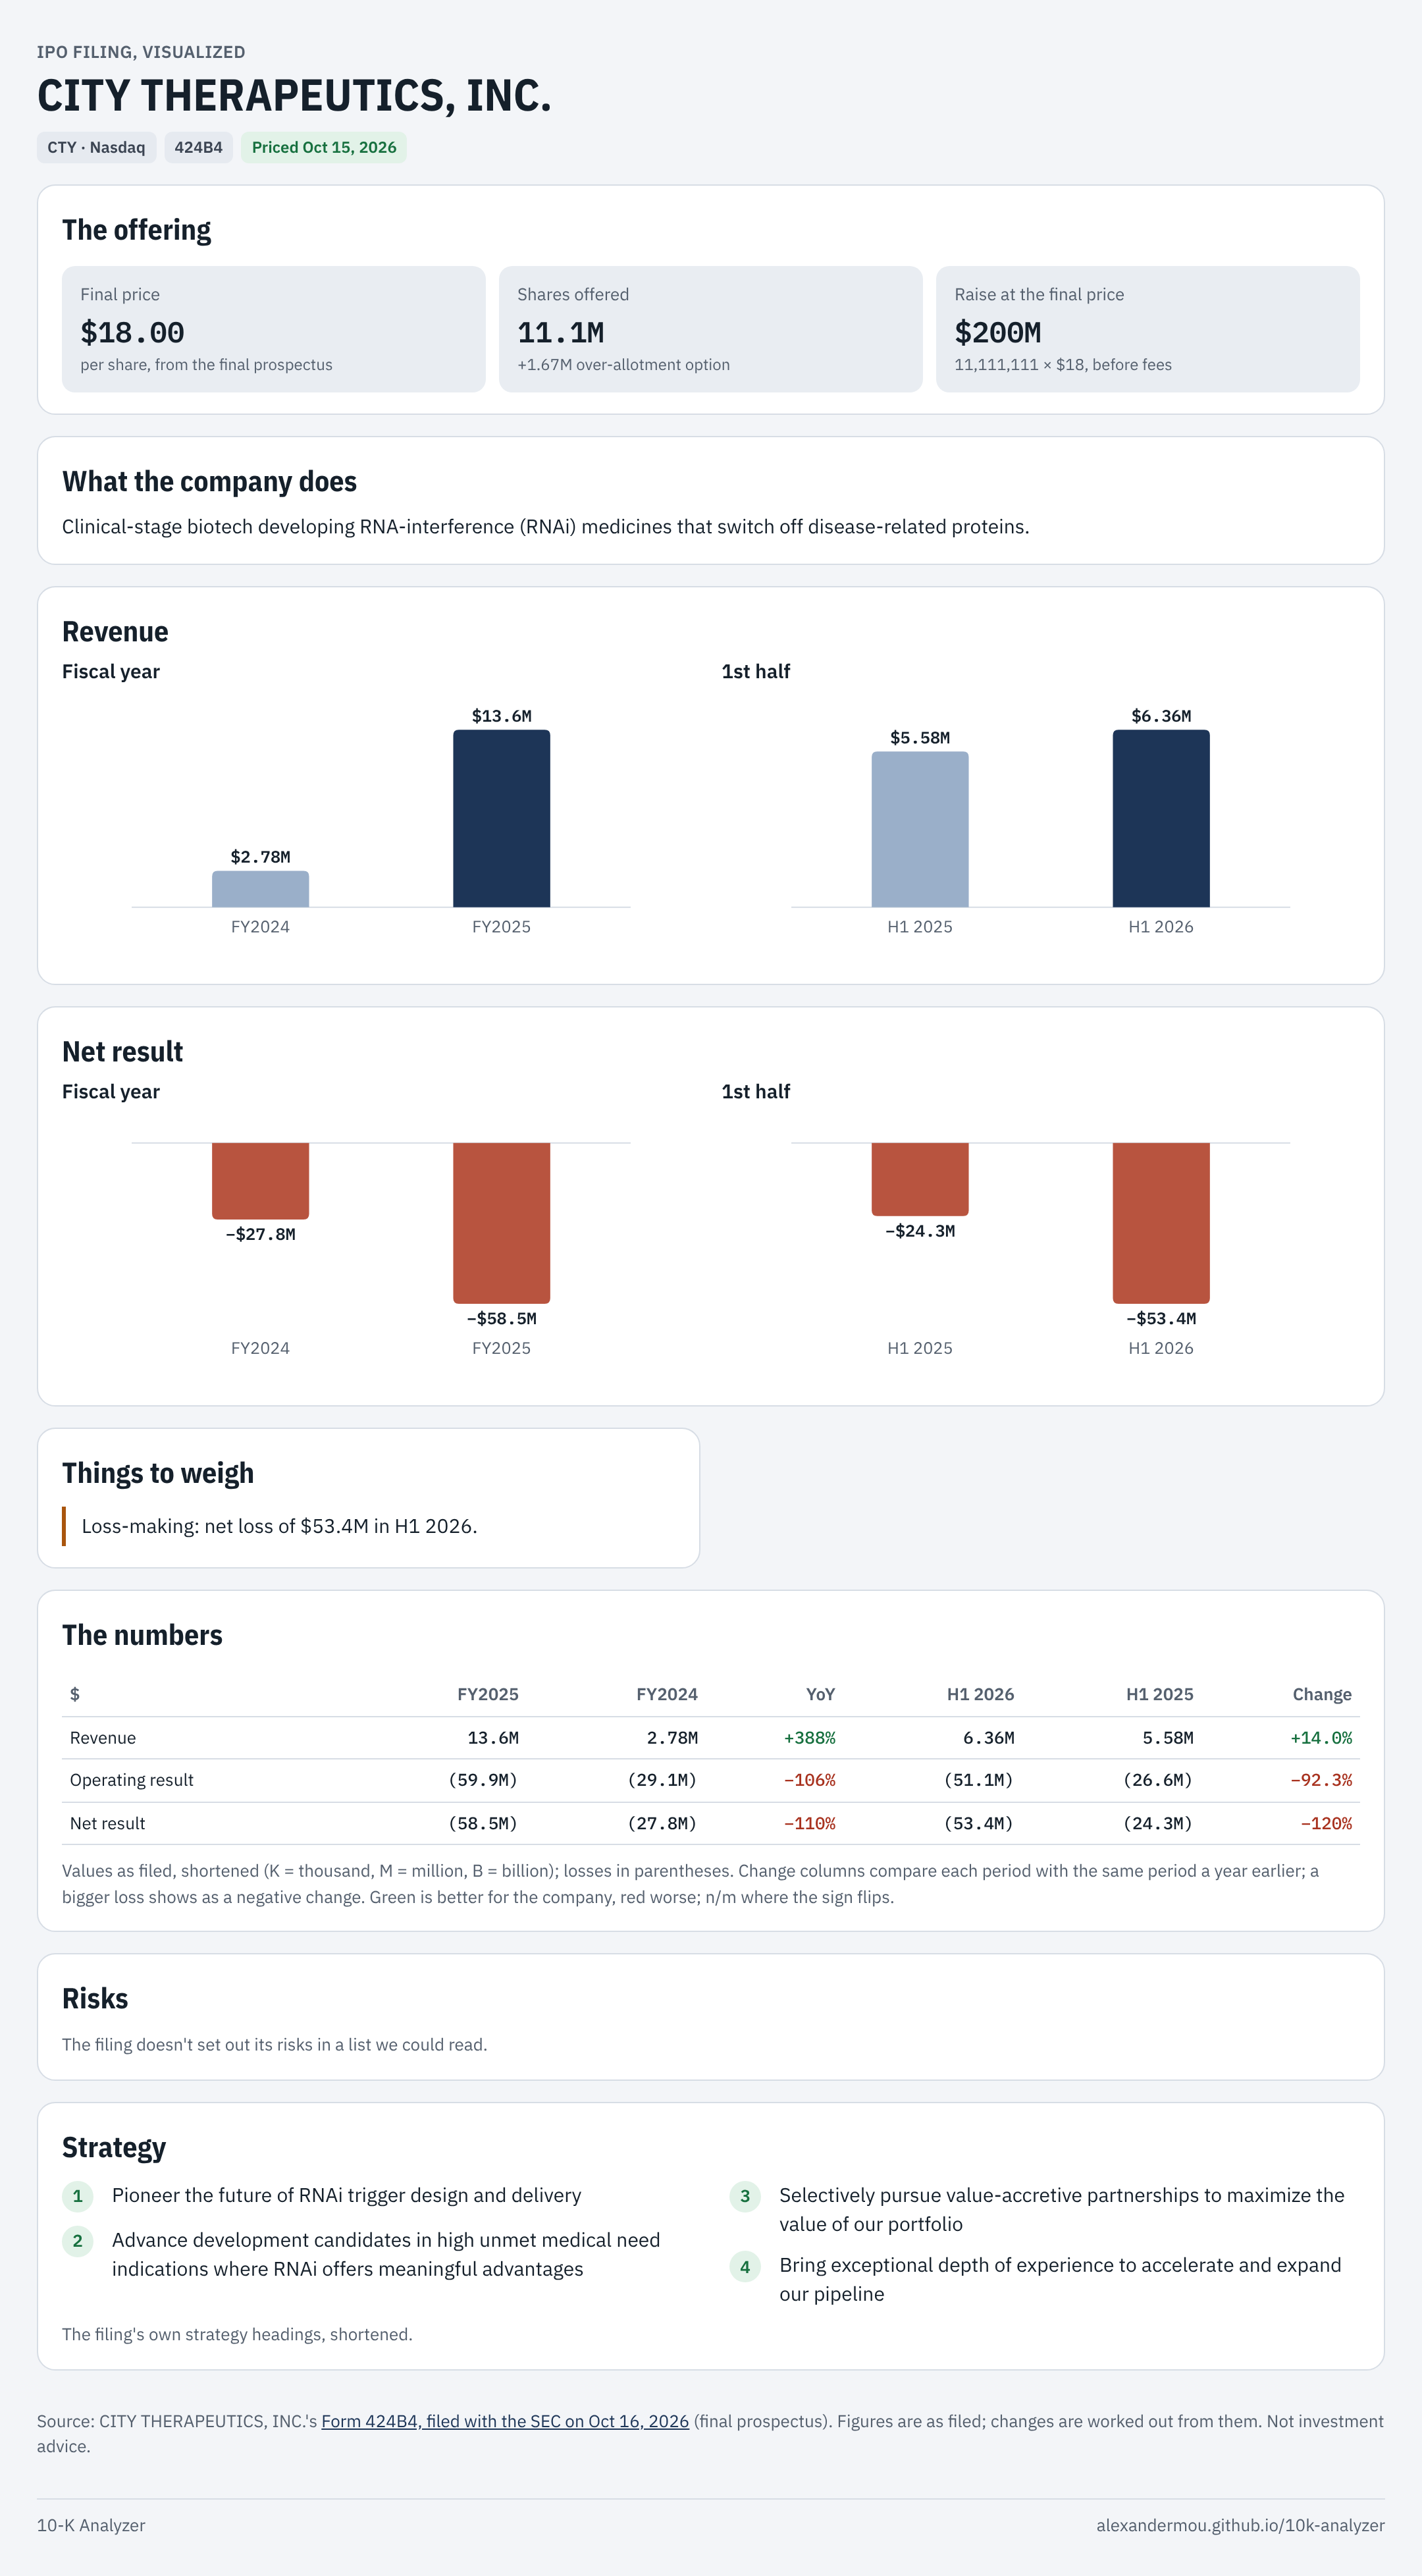 IPO FILING, VISUALIZED
CITY THERAPEUTICS, INC.
CTY · Nasdaq 424B4 Priced Oct 15, 2026
The offering
Final price
$18.00
per share, from the final prospectus
Shares offered
11.1M
+1.67M over-allotment option
Raise at the final price
$200M
11,111,111 × $18, before fees
What the company does
Clinical-stage biotech developing RNA-interference (RNAi) medicines that switch off disease-related proteins.
Revenue
Fiscal year
$2.78M
$13.6M
FY2024 FY2025
1st half
$5.58M
$6.36M
H1 2025 H1 2026
Net result
Fiscal year
−$27.8M
−$58.5M
FY2024 FY2025
1st half
−$24.3M
−$53.4M
H1 2025 H1 2026
Things to weigh
Loss-making: net loss of $53.4M in H1 2026.
The numbers
$ FY2025 FY2024 YoY H1 2026 H1 2025 Change
Revenue 13.6M 2.78M +388% 6.36M 5.58M +14.0%
Operating result (59.9M) (29.1M) −106% (51.1M) (26.6M) −92.3%
Net result (58.5M) (27.8M) −110% (53.4M) (24.3M) −120%
Values as filed, shortened (K = thousand, M = million, B = billion); losses in parentheses. Change columns compare each period with the same period a year earlier; a
bigger loss shows as a negative change. Green is better for the company, red worse; n/m where the sign flips.
Risks
The filing doesn't set out its risks in a list we could read.
Strategy
1 Pioneer the future of RNAi trigger design and delivery
2 Advance development candidates in high unmet medical need
indications where RNAi offers meaningful advantages
3 Selectively pursue value-accretive partnerships to maximize the
value of our portfolio
4 Bring exceptional depth of experience to accelerate and expand
our pipeline
The filing's own strategy headings, shortened.
Source: CITY THERAPEUTICS, INC.'s Form 424B4, filed with the SEC on Oct 16, 2026 (final prospectus). Figures are as filed; changes are worked out from them. Not investment
advice.
10-K Analyzer
alexandermou.github.io/10k-analyzer